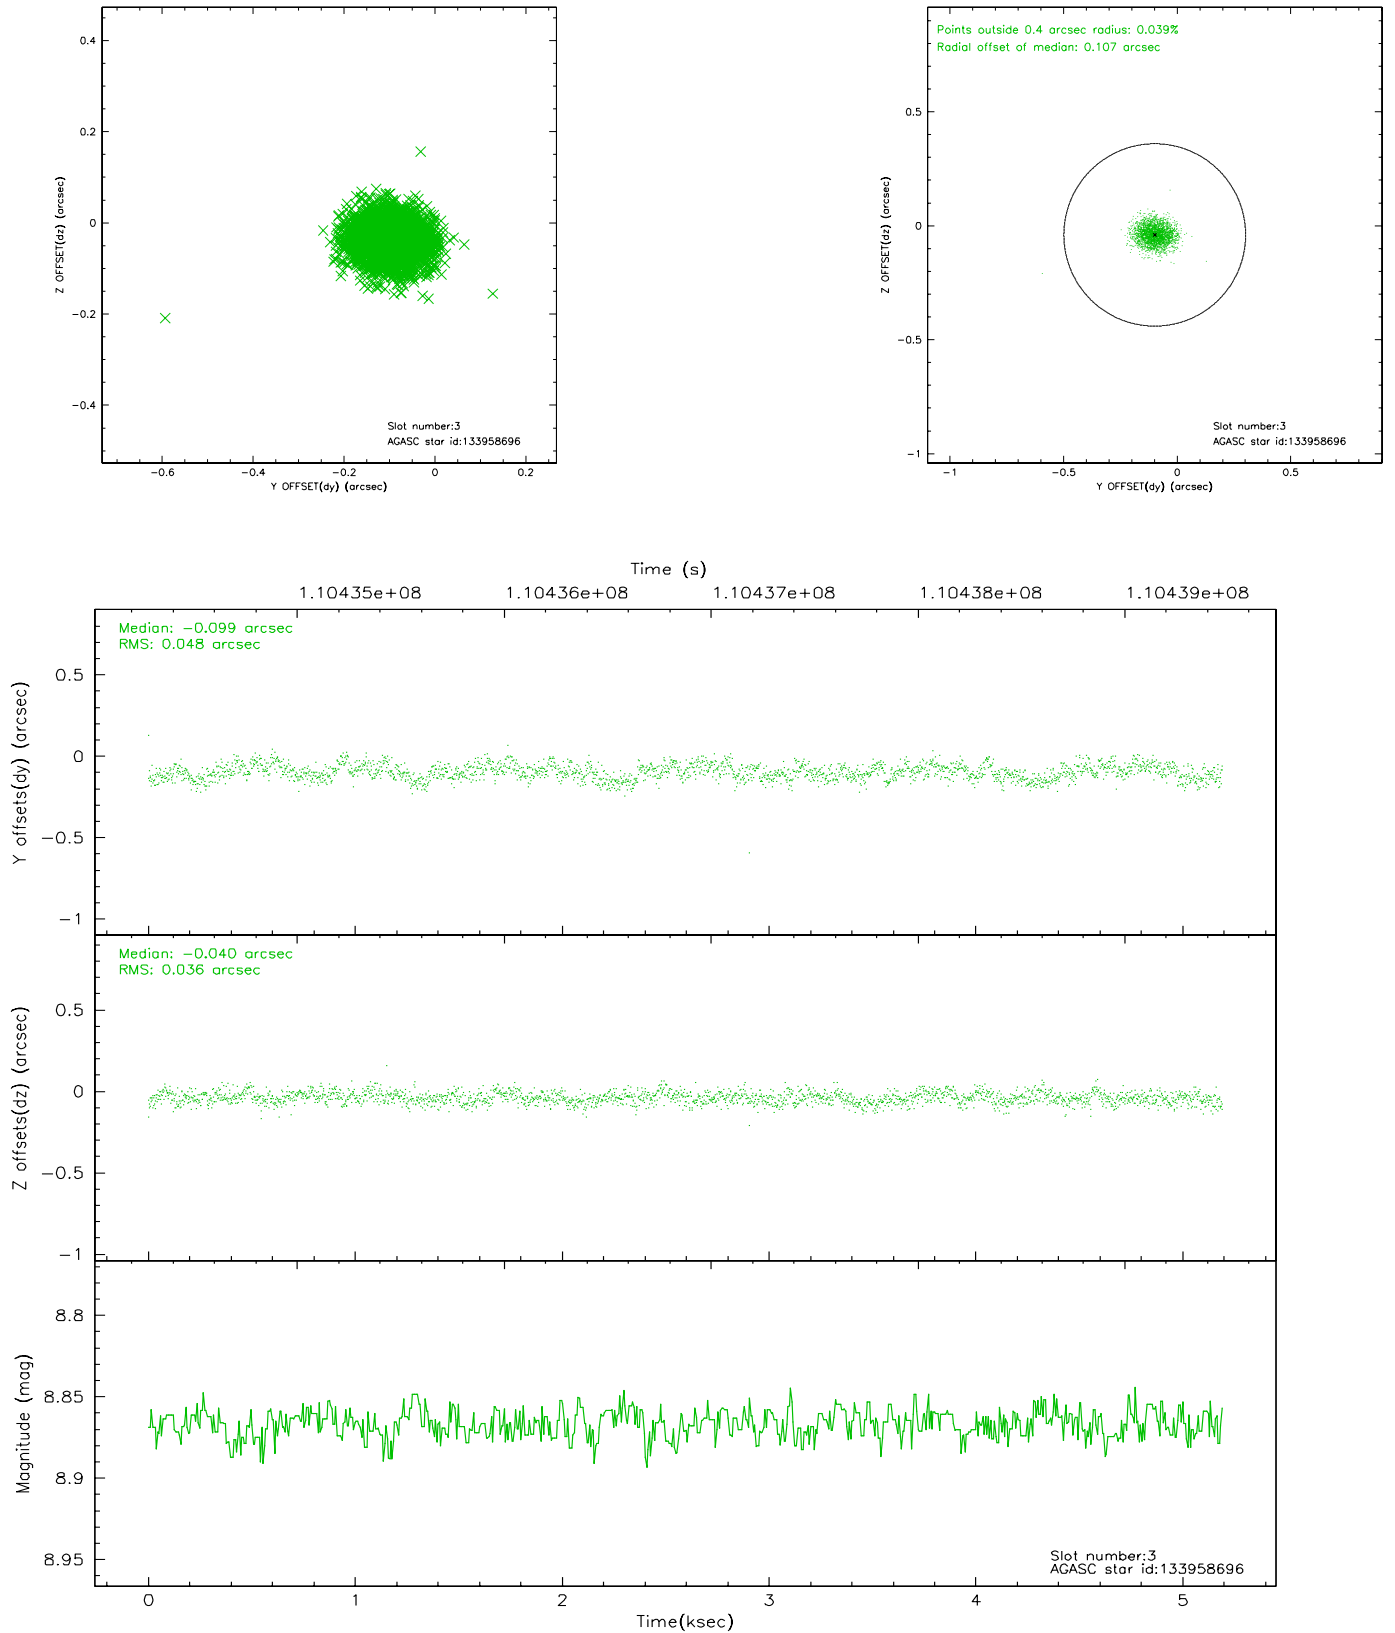 0.4
0.2
0
−0.2
−0.4
Z OFFSET(dz) (arcsec)
−0.6
−0.4
−0.2
0
0.2
Y OFFSET(dy) (arcsec)
Slot number:3
AGASC star id:133958696
Points outside 0.4 arcsec radius: 0.039%
Radial offset of median: 0.107 arcsec
0.5
0
−0.5
−1
Z OFFSET(dz) (arcsec)
−1
−0.5
0
0.5
Y OFFSET(dy) (arcsec)
Slot number:3
AGASC star id:133958696
Time (s)
1.10435e+08
1.10436e+08
1.10437e+08
1.10438e+08
1.10439e+08
Median: −0.099 arcsec
RMS: 0.048 arcsec
0.5
0
−0.5
−1
Y offsets(dy) (arcsec)
Median: −0.040 arcsec
RMS: 0.036 arcsec
0.5
0
−0.5
−1
Z offsets(dz) (arcsec)
8.8
8.85
8.9
8.95
Magnitude (mag)
Slot number:3
AGASC star id:133958696
0
1
2
3
4
5
Time(ksec)